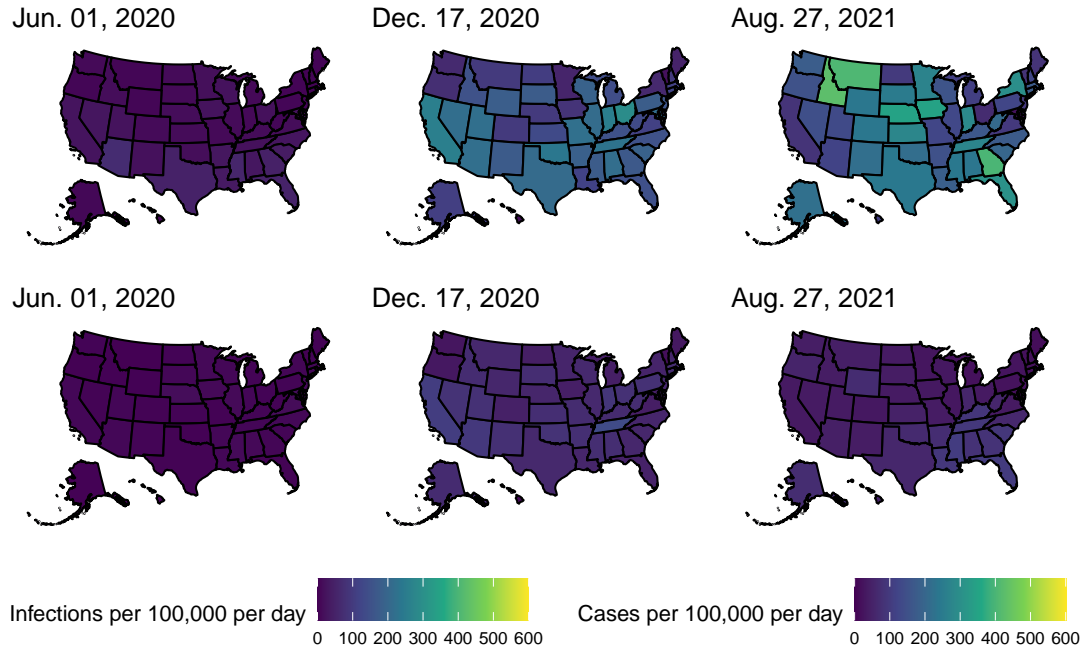 Jun. 01, 2020 Dec. 17, 2020 Aug. 27, 2021
Jun. 01, 2020 Dec. 17, 2020 Aug. 27, 2021
Infections per 100,000 per day Cases per 100,000 per day
0 100 200 300 400 500 600 0 100 200 300 400 500 600